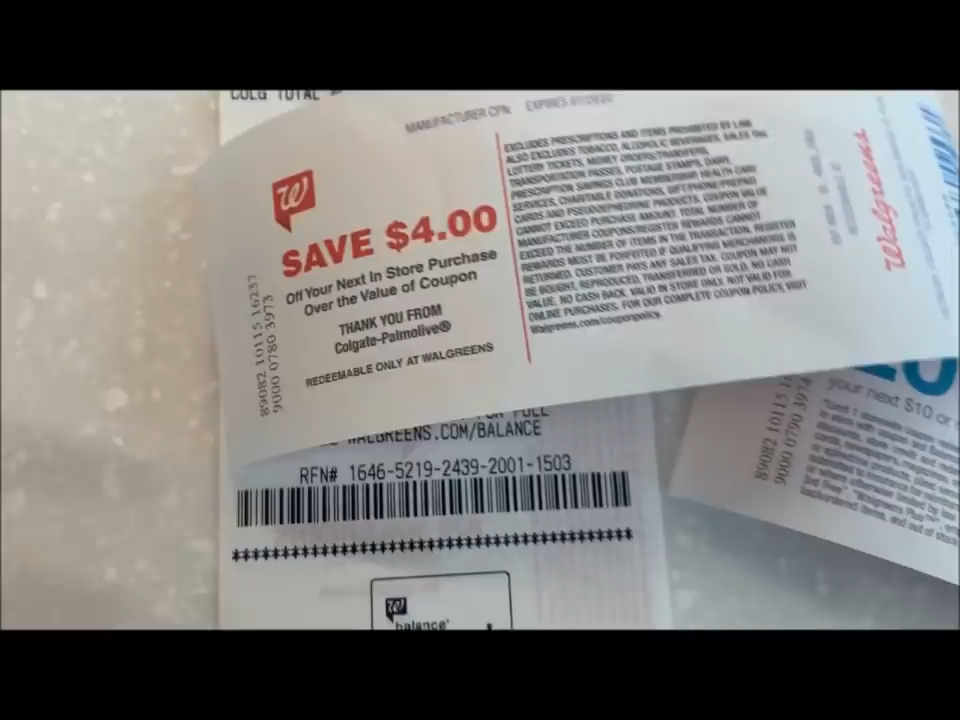 COLG TOTAL
MANUFACTURER CPN
SAVE $4.00
Off Your Next In Store Purchase
Over the Value of Coupon
THANK YOU FROM
Colgate-Palmolive®
REDEEMABLE ONLY AT WALGREENS
89082 10115 16237
9000 0780 3973
EXCLUDES PRESCRIPTIONS AND ITEMS PROHIBITED BY LAW.
ALSO EXCLUDES TOBACCO, ALCOHOLIC BEVERAGES, SALES tax,
LOTTERY TICKETS, MONEY ORDERS/TRANSFERS,
TRANSPORTATION PASSES, POSTAGE STAMPS, DAIRY,
PRESCRIPTION SAVINGS CLUB MEMBERSHIP, HEALTH CARE
SERVICES, CHARITABLE DONATIONS, GIFT/PHONE/PREPAID
CARDS AND PSEUDOEPHEDRINE PRODUCTS. COUPON VALUE
CANNOT EXCEED PURCHASE AMOUNT. TOTAL NUMBER OF
MANUFACTURER COUPONS/REGISTER REWARDS CANNOT
EXCEED THE NUMBER OF ITEMS IN THE TRANSACTION. REGISTER
REWARDS MUST BE FORFEITED IF QUALIFYING MERCHANDISE IS
RETURNED. CUSTOMER PAYS ANY SALES TAX. COUPON MAY NOT
BE BOUGHT, REPRODUCED, TRANSFERRED OR SOLD. NO CASH
VALUE. NO CASH BACK. VALID IN STORE ONLY. NOT VALID FOR
ONLINE PURCHASES. FOR OUR COMPLETE COUPON POLICY, VISIT
Walgreens.com/couponpolicy.
Walgreens
FOR FULL
WALGREENS.COM/BALANCE
RFN# 1646-5219-2439-2001-1503
************************************************
balance®
your next $10 or
89082 10115 1
9000 0790 3974